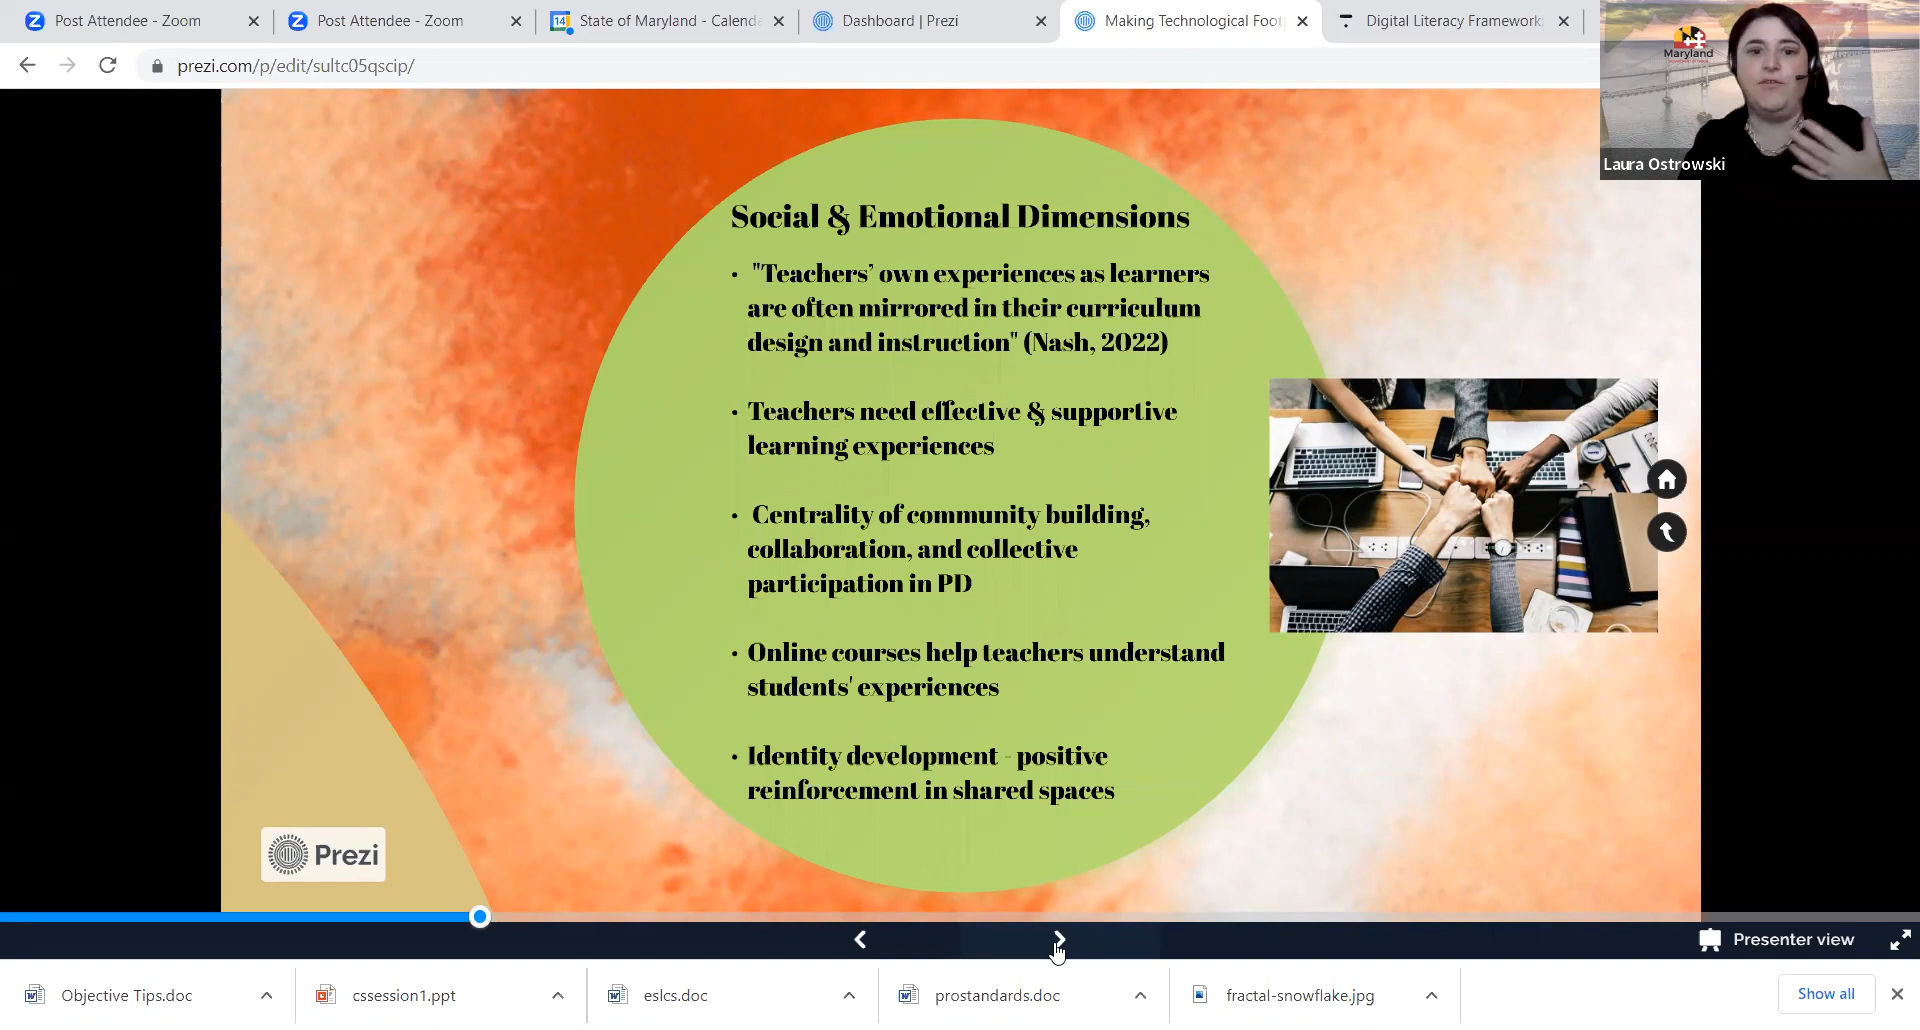 Post Attendee - Zoom
Post Attendee - Zoom
14
State of Maryland - Calenda
Dashboard | Prezi
Making Technological Foot
Digital Literacy Frameworks
prezi.com/p/edit/sultc05qscip/
Maryland
Laura Ostrowski
Social & Emotional Dimensions
• "Teachers’ own experiences as learners
are often mirrored in their curriculum
design and instruction" (Nash, 2022)
• Teachers need effective & supportive
learning experiences
• Centrality of community building,
collaboration, and collective
participation in PD
• Online courses help teachers understand
students' experiences
• Identity development - positive
reinforcement in shared spaces
Prezi
Presenter view
Objective Tips.doc
cssession1.ppt
eslcs.doc
prostandards.doc
fractal-snowflake.jpg
Show all